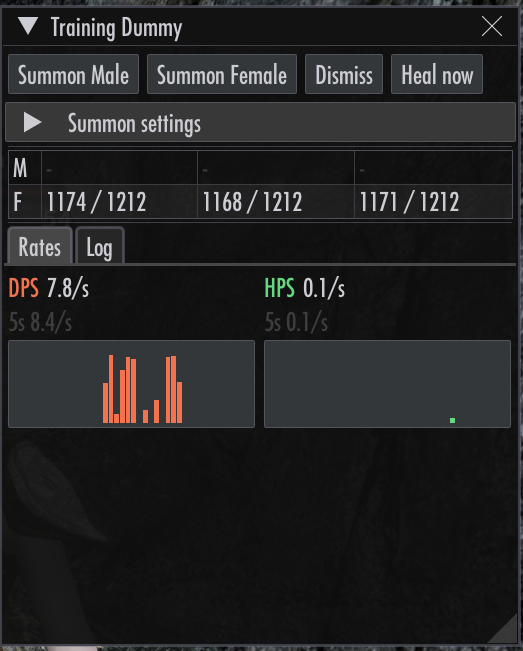 Training Dummy
Summon Male Summon Female Dismiss Heal now
Summon settings
M - - -
F 1174 / 1212 1168 / 1212 1171 / 1212
Rates Log
DPS 7.8/s HPS 0.1/s
5s 8.4/s 5s 0.1/s